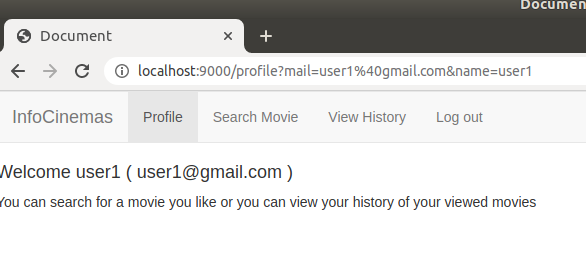 Documen
Document
localhost:9000/profile?mail=user1%40gmail.com&name=user1
InfoCinemas Profile Search Movie View History Log out
Welcome user1 ( user1@gmail.com )
You can search for a movie you like or you can view your history of your viewed movies